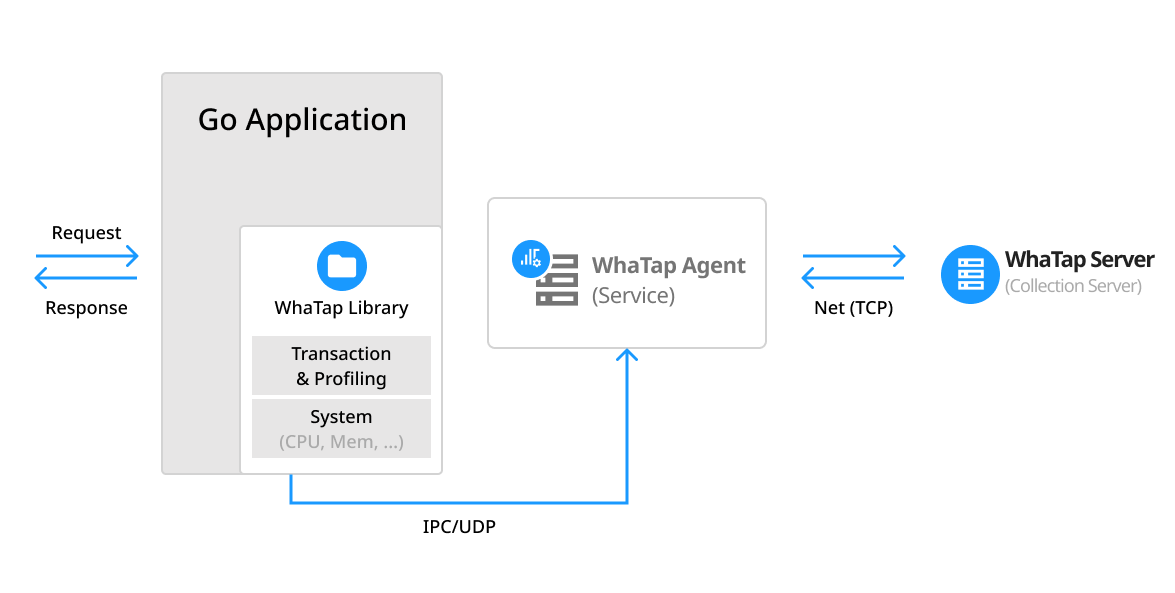 Go Application
Request
Response
WhaTap Library
Transaction
& Profiling
System
(CPU, Mem, ...)
IPC/UDP
WhaTap Agent
(Service)
Net (TCP)
WhaTap Server
(Collection Server)